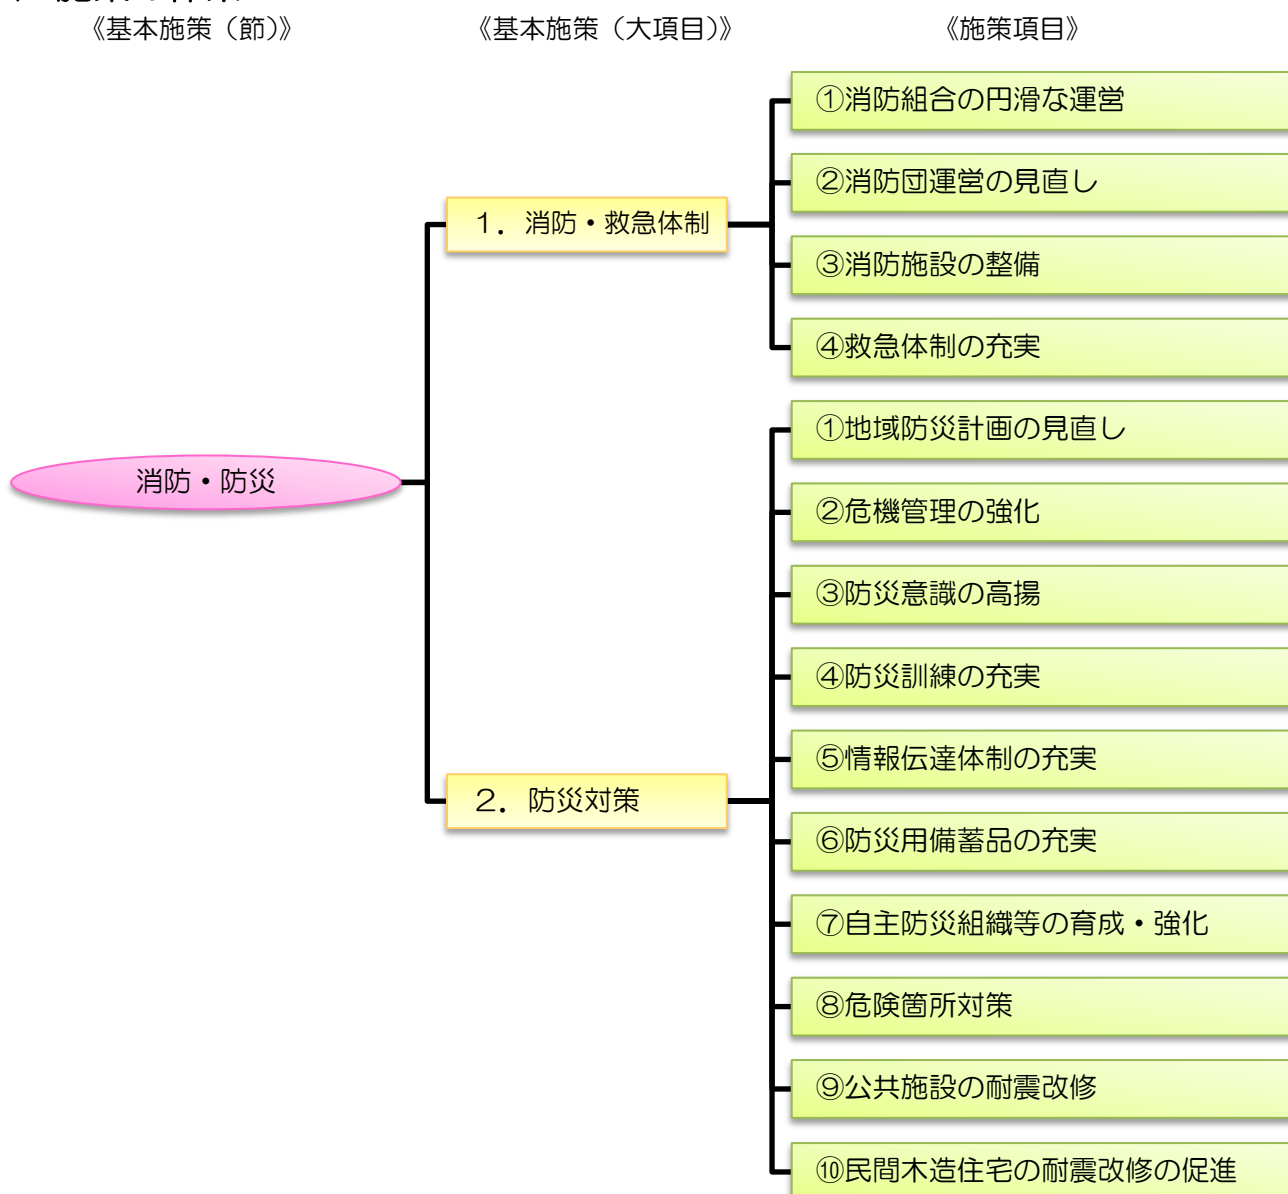 《基本施策（節）》
《基本施策（大項目）》
《施策項目》
消防・防災
１．消防・救急体制
①消防組合の円滑な運営
②消防団運営の見直し
③消防施設の整備
④救急体制の充実
２．防災対策
①地域防災計画の見直し
②危機管理の強化
③防災意識の高揚
④防災訓練の充実
⑤情報伝達体制の充実
⑥防災用備蓄品の充実
⑦自主防災組織等の育成・強化
⑧危険箇所対策
⑨公共施設の耐震改修
⑩民間木造住宅の耐震改修の促進